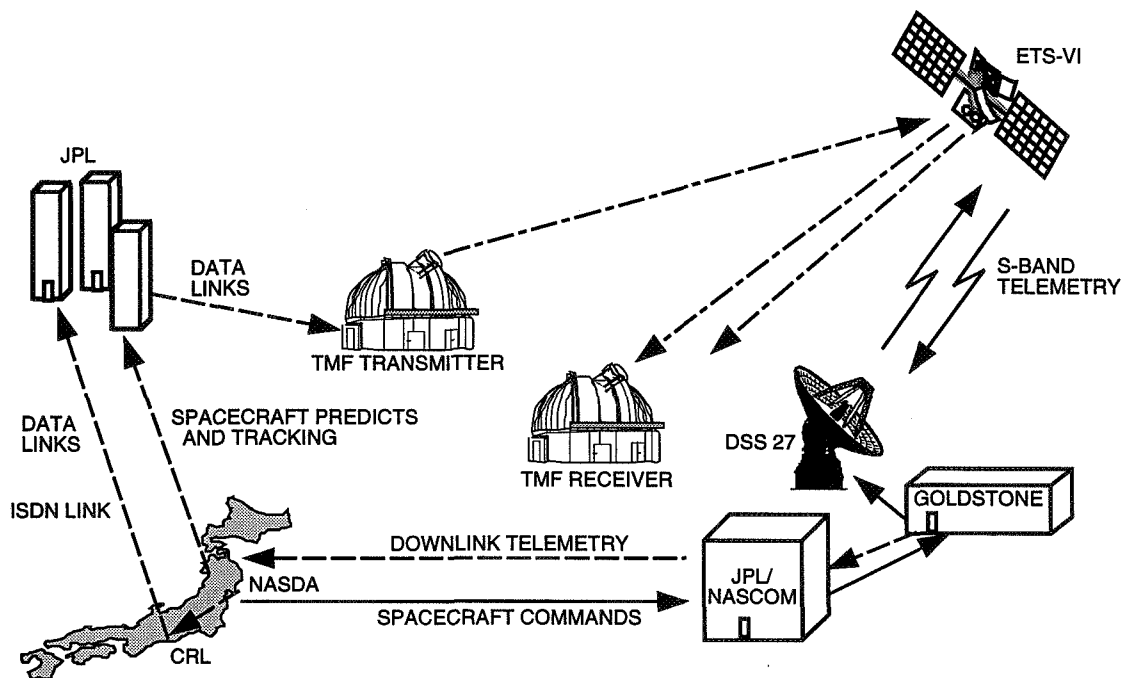 ETS-VI
JPL
DATA
LINKS
S-BAND
TELEMETRY
TMF TRANSMITTER
DATA
LINKS
SPACECRAFT PREDICTS
AND TRACKING
DSS 27
TMF RECEIVER
GOLDSTONE
ISDN LINK
DOWNLINK TELEMETRY
NASDA
JPL/
NASCOM
SPACECRAFT COMMANDS
CRL